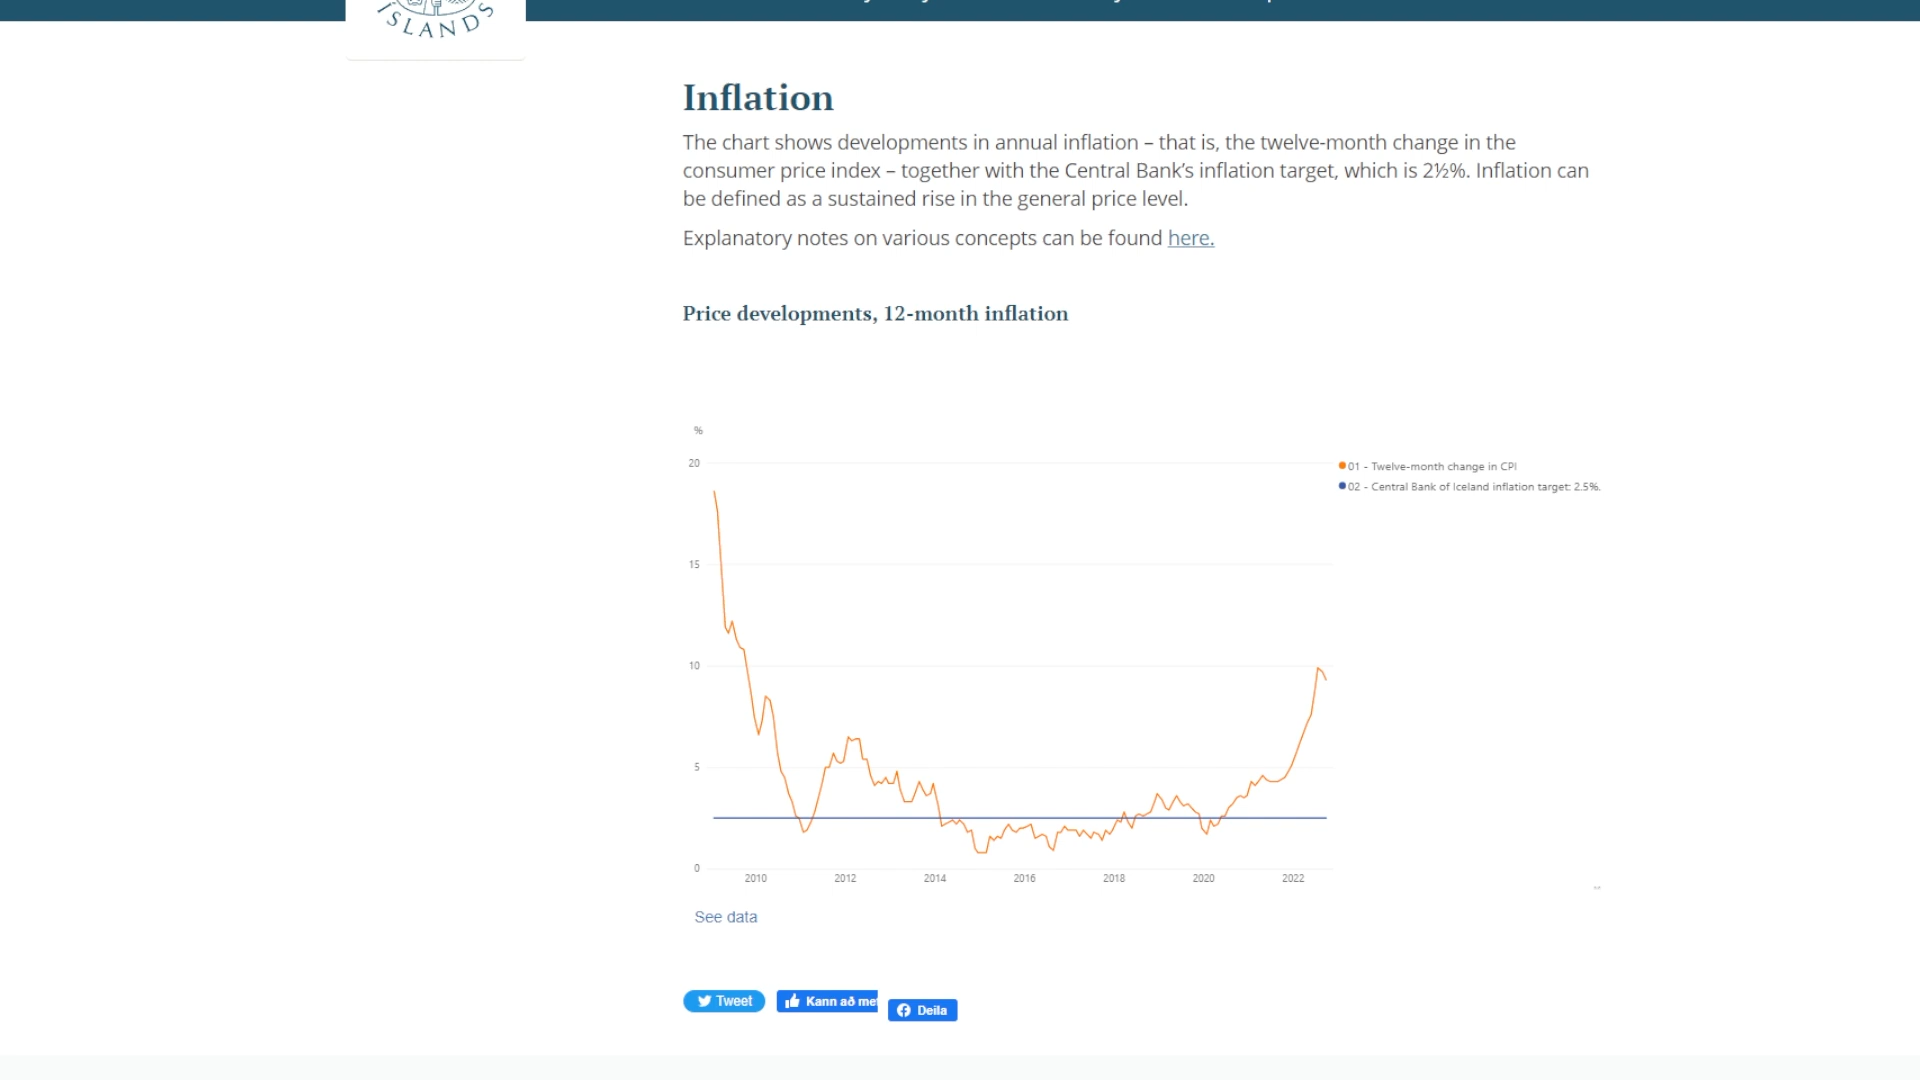 ÍSLANDS
Inflation
The chart shows developments in annual inflation – that is, the twelve-month change in the
consumer price index – together with the Central Bank’s inflation target, which is 2½%. Inflation can
be defined as a sustained rise in the general price level.
Explanatory notes on various concepts can be found here.
Price developments, 12-month inflation
%
20
15
10
5
0
2010 2012 2014 2016 2018 2020 2022
01 - Twelve-month change in CPI
02 - Central Bank of Iceland inflation target: 2.5%.
See data
Tweet
Kann að met
Deila